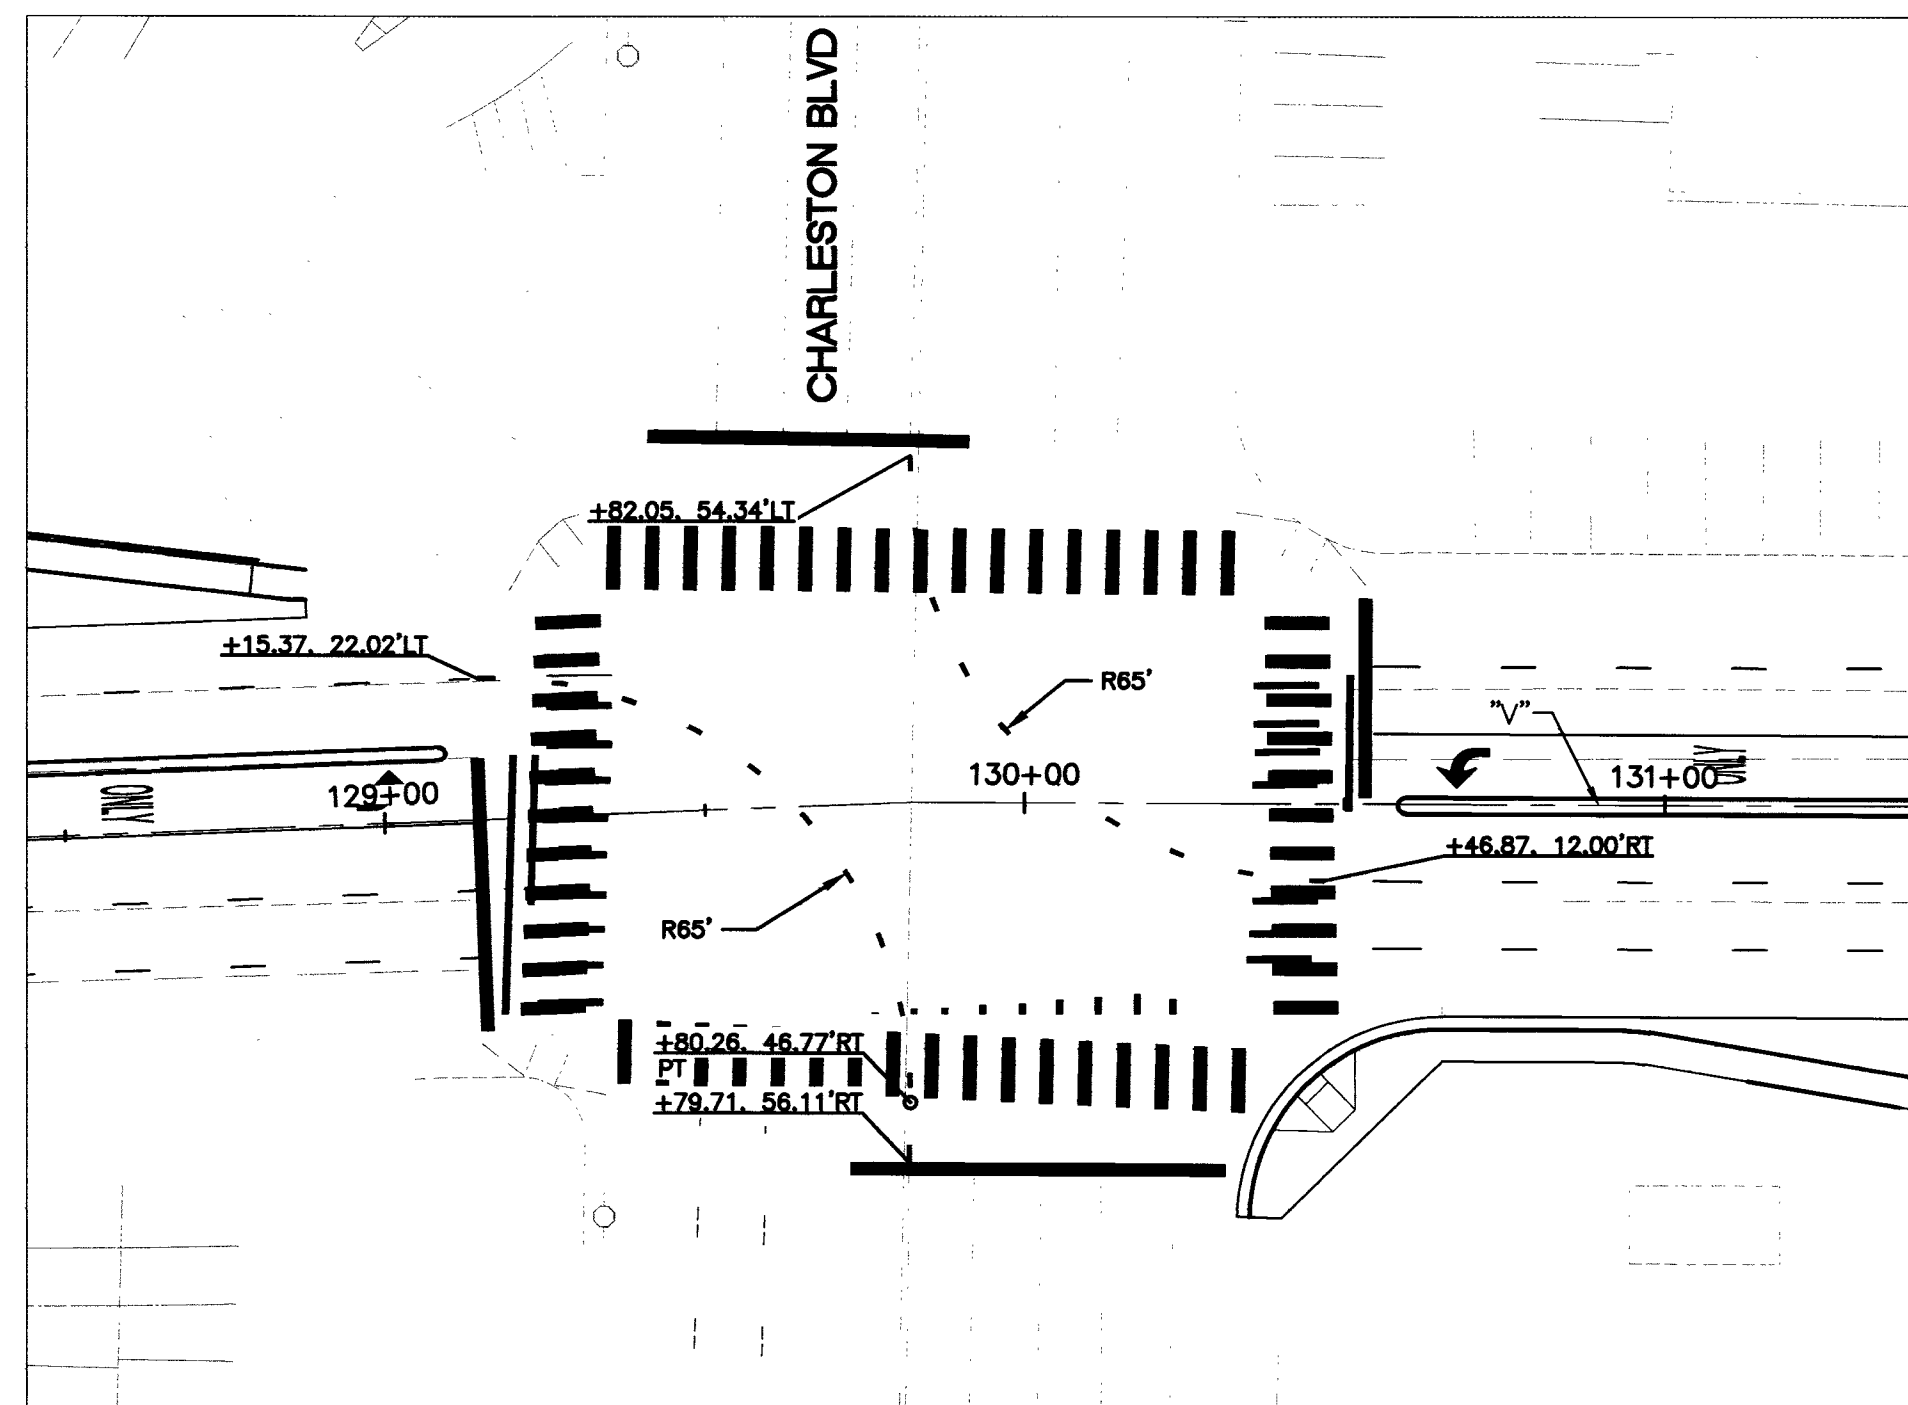 CHARLESTON BLVD
+82.05, 54.34'LT
+15.37, 22.02'LT
R65'
"V"
129+00
130+00
131+00
ONLY
ONLY
+46.87, 12.00'RT
R65'
+80.26, 46.77'RT
PT
+79.71, 56.11'RT